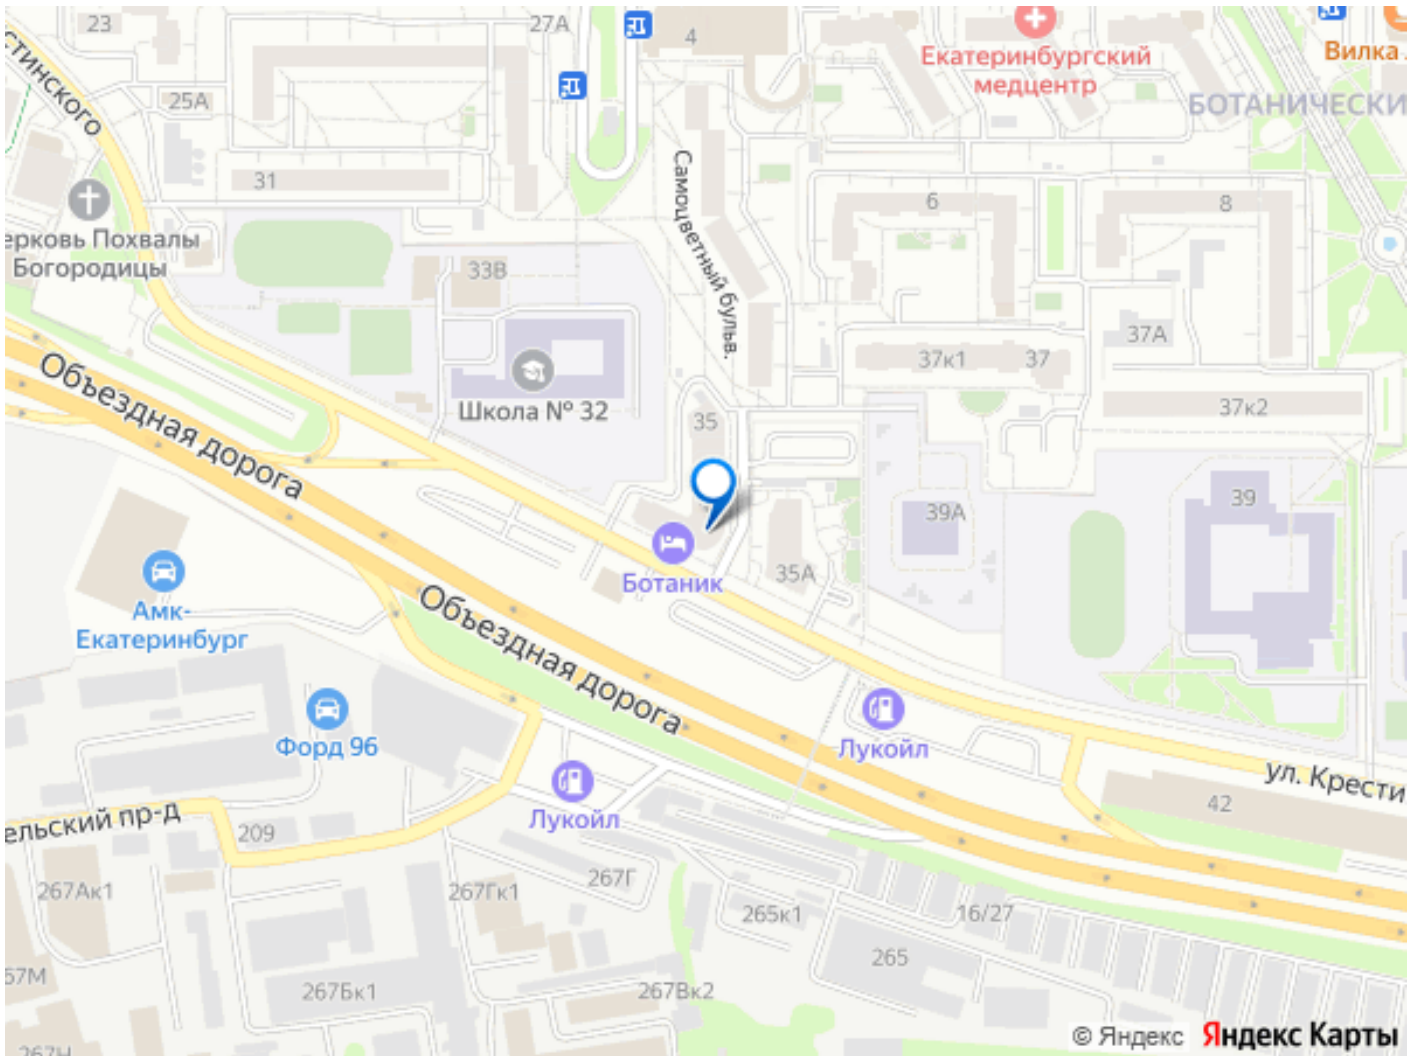 23
27А
4
Екатеринбургский
медцентр
Вилка
БОТАНИЧЕСКИ
стинского
25А
31
Самоцветный бульв.
6
8
ерковь Похвалы
Богородицы
33В
37А
37к1
37
Школа № 32
35
37к2
Объездная дорога
39А
39
Ботаник
35А
Амк-
Екатеринбург
Объездная дорога
Форд 96
Лукойл
Лукойл
ул. Крести
42
ельский пр-д
209
267Ак1
267Гк1
267Г
265к1
16/27
265
57М
267Бк1
267Вк2
267Н
© Яндекс Яндекс Карты